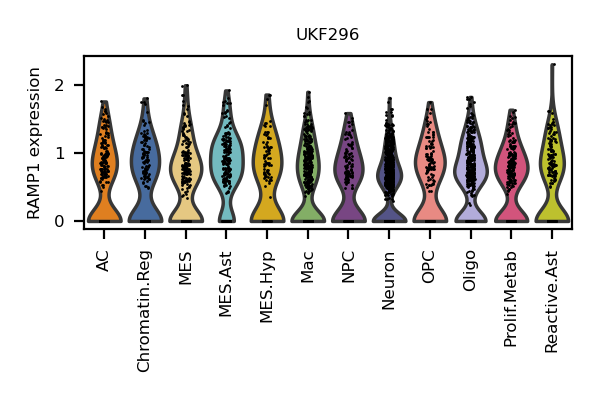 UKF296
RAMP1 expression
2
1
0
AC
Chromatin.Reg
MES
MES.Ast
MES.Hyp
Mac
NPC
Neuron
OPC
Oligo
Prolif.Metab
Reactive.Ast